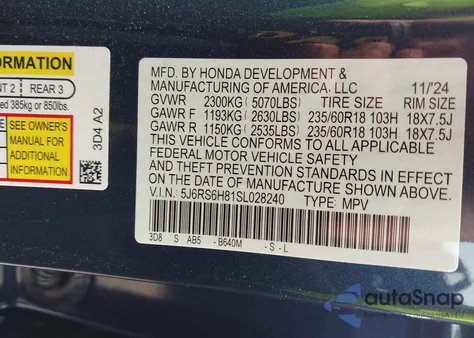 FORMATION
NT 2 REAR 3
ed 385kg or 850lbs.
SEE OWNER'S
MANUAL FOR
ADDITIONAL
INFORMATION
3D4 A2
MFD. BY HONDA DEVELOPMENT &
MANUFACTURING OF AMERICA, LLC 11/24
GVWR 2300KG (5070LBS) TIRE SIZE RIM SIZE
GAWR F 1193KG (2630LBS) 235/60R18 103H 18X7.5J
GAWR R 1150KG (2535LBS) 235/60R18 103H 18X7.5J
THIS VEHICLE CONFORMS TO ALL APPLICABLE
FEDERAL MOTOR VEHICLE SAFETY
AND THEFT PREVENTION STANDARDS IN EFFECT
ON THE DATE OF MANUFACTURE SHOWN ABOVE.
V.I.N: 5J6RS6H81SL028240 TYPE: MPV
3D8 S AB5 - B640M - S - L
autaSnap